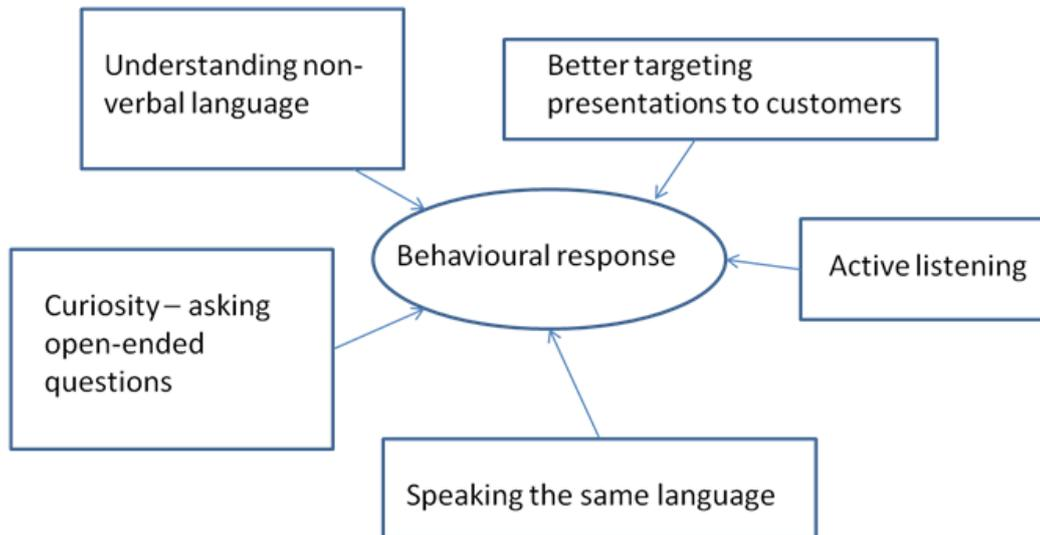 Understanding non-
verbal language
Better targeting
presentations to customers
Behavioural response
Active listening
Curiosity – asking
open-ended
questions
Speaking the same language